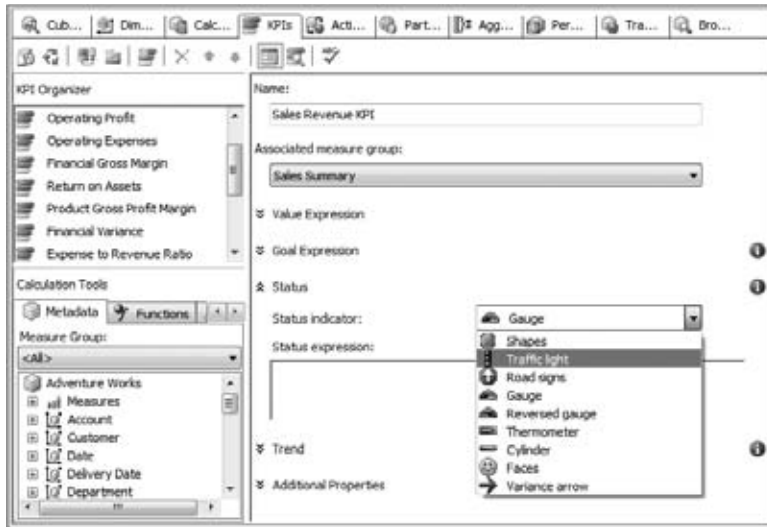 Cub... Dim... Calc... KPIs Acti... Part... Agg... Per... Tra... Bro...
KPI Organizer
Operating Profit
Operating Expenses
Financial Gross Margin
Return on Assets
Product Gross Profit Margin
Financial Variance
Expense to Revenue Ratio
Calculation Tools
Metadata Functions
Measure Group:
<All>
Adventure Works
Measures
Account
Customer
Date
Delivery Date
Department
Name:
Sales Revenue KPI
Associated measure group:
Sales Summary
Value Expression
Goal Expression
Status
Status indicator: Gauge
Status expression:
Shapes
Traffic light
Road signs
Gauge
Reversed gauge
Thermometer
Cylinder
Faces
Variance arrow
Trend
Additional Properties